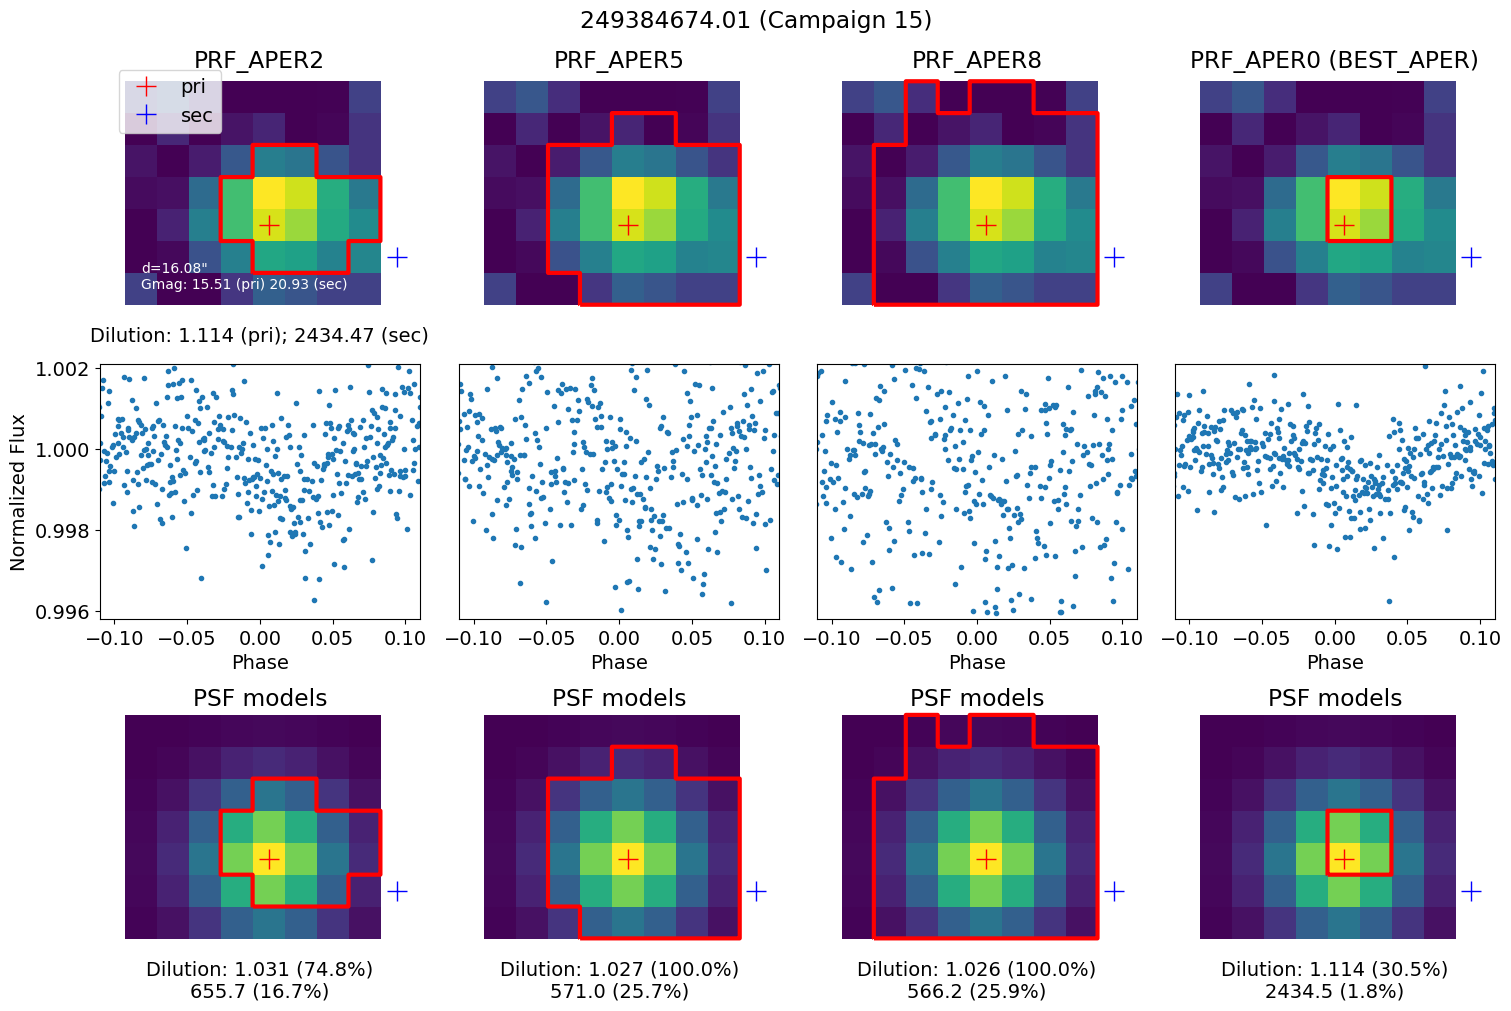 249384674.01 (Campaign 15)
PRF_APER2
PRF_APER5
PRF_APER8
PRF_APER0 (BEST_APER)
pri
sec
d=16.08"
Gmag: 15.51 (pri) 20.93 (sec)
Dilution: 1.114 (pri); 2434.47 (sec)
Normalized Flux
1.002
1.000
0.998
0.996
−0.10 −0.05 0.00 0.05 0.10
−0.10 −0.05 0.00 0.05 0.10
−0.10 −0.05 0.00 0.05 0.10
−0.10 −0.05 0.00 0.05 0.10
Phase
Phase
Phase
Phase
PSF models
PSF models
PSF models
PSF models
Dilution: 1.031 (74.8%)
655.7 (16.7%)
Dilution: 1.027 (100.0%)
571.0 (25.7%)
Dilution: 1.026 (100.0%)
566.2 (25.9%)
Dilution: 1.114 (30.5%)
2434.5 (1.8%)